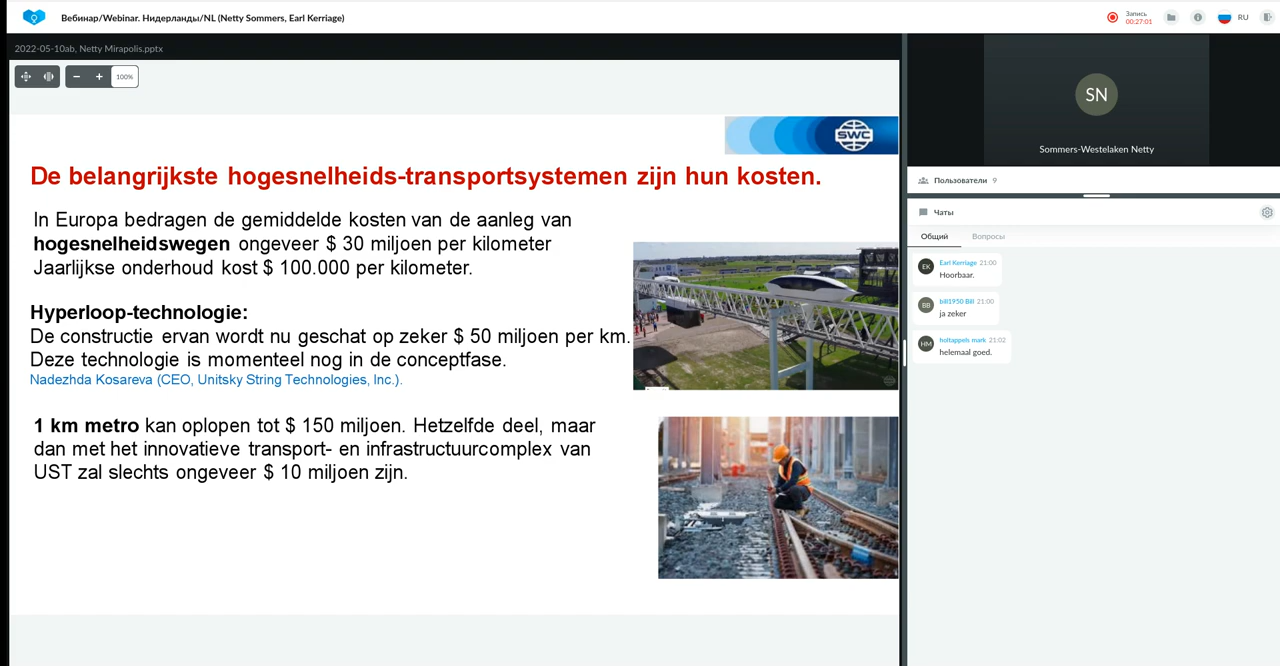 Вебинар/Webinar. Нидерланды/NL (Netty Sommers, Earl Kerriage)
Запись
00:27:01
RU
2022-05-10ab, Netty Mirapolis.pptx
100%
SWC
De belangrijkste hogesnelheids-transportsystemen zijn hun kosten.
In Europa bedragen de gemiddelde kosten van de aanleg van
hogesnelheidswegen ongeveer $ 30 miljoen per kilometer
Jaarlijkse onderhoud kost $ 100.000 per kilometer.
Hyperloop-technologie:
De constructie ervan wordt nu geschat op zeker $ 50 miljoen per km.
Deze technologie is momenteel nog in de conceptfase.
Nadezhda Kosareva (CEO, Unitsky String Technologies, Inc.).
1 km metro kan oplopen tot $ 150 miljoen. Hetzelfde deel, maar
dan met het innovatieve transport- en infrastructuurcomplex van
UST zal slechts ongeveer $ 10 miljoen zijn.
SN
Sommers-Westelaken Netty
Пользователи 9
Чаты
Общий Вопросы
EK Earl Kerriage 21:00
Hoorbaar.
BB bill1950 Bill 21:00
ja zeker
HM holtappels mark 21:02
helemaal goed.